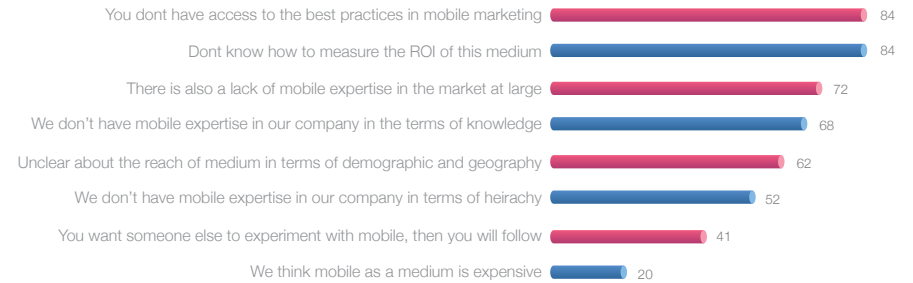 You dont have access to the best practices in mobile marketing 84
Dont know how to measure the ROI of this medium 84
There is also a lack of mobile expertise in the market at large 72
We don't have mobile expertise in our company in the terms of knowledge 68
Unclear about the reach of medium in terms of demographic and geography 62
We don't have mobile expertise in our company in terms of heirachy 52
You want someone else to experiment with mobile, then you will follow 41
We think mobile as a medium is expensive 20